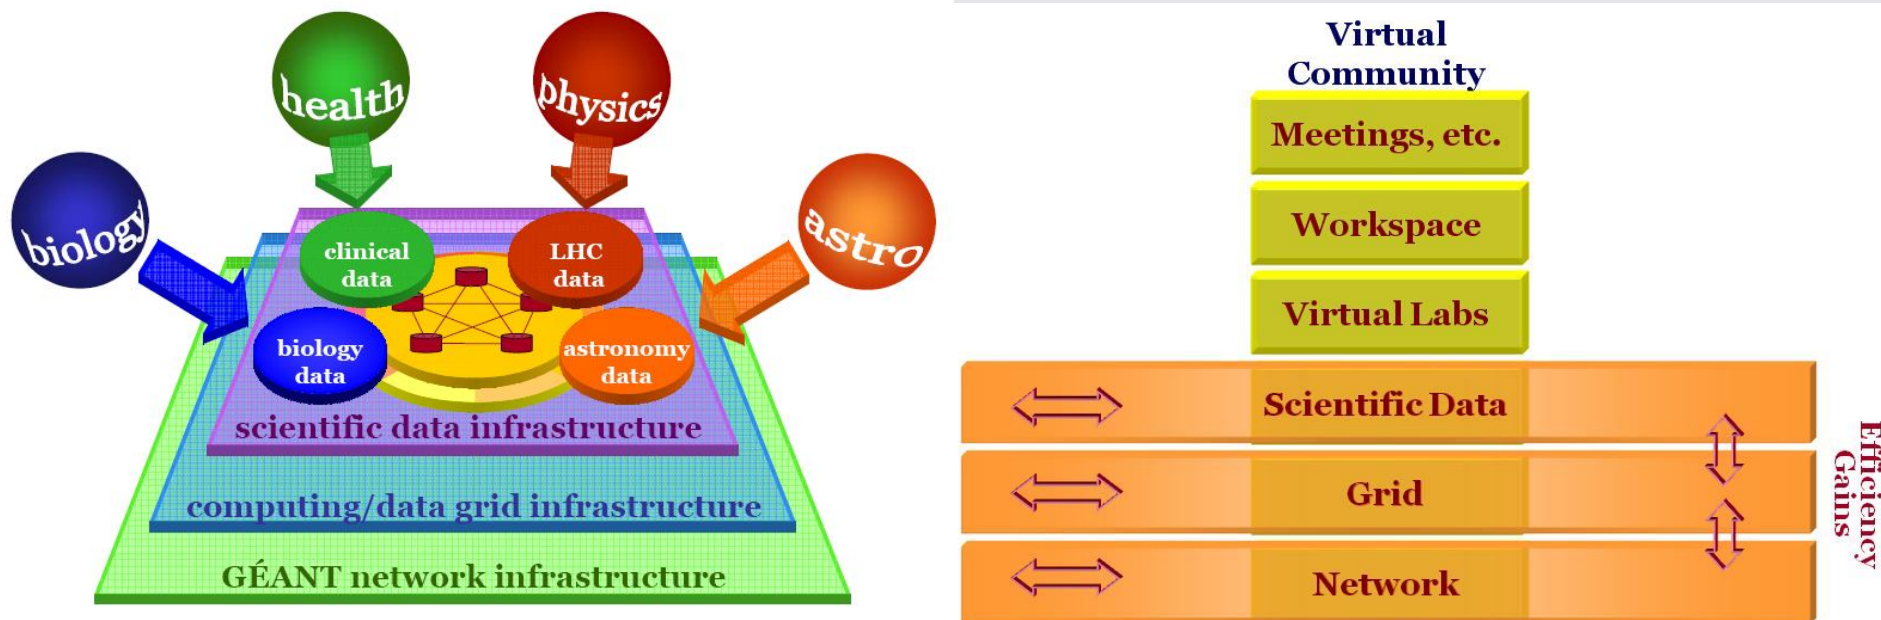 health
physics
biology
astro
clinical
data
LHC
data
biology
data
astronomy
data
scientific data infrastructure
computing/data grid infrastructure
GÉANT network infrastructure
Virtual
Community
Meetings, etc.
Workspace
Virtual Labs
Scientific Data
Grid
Network
Efficiency
Gains